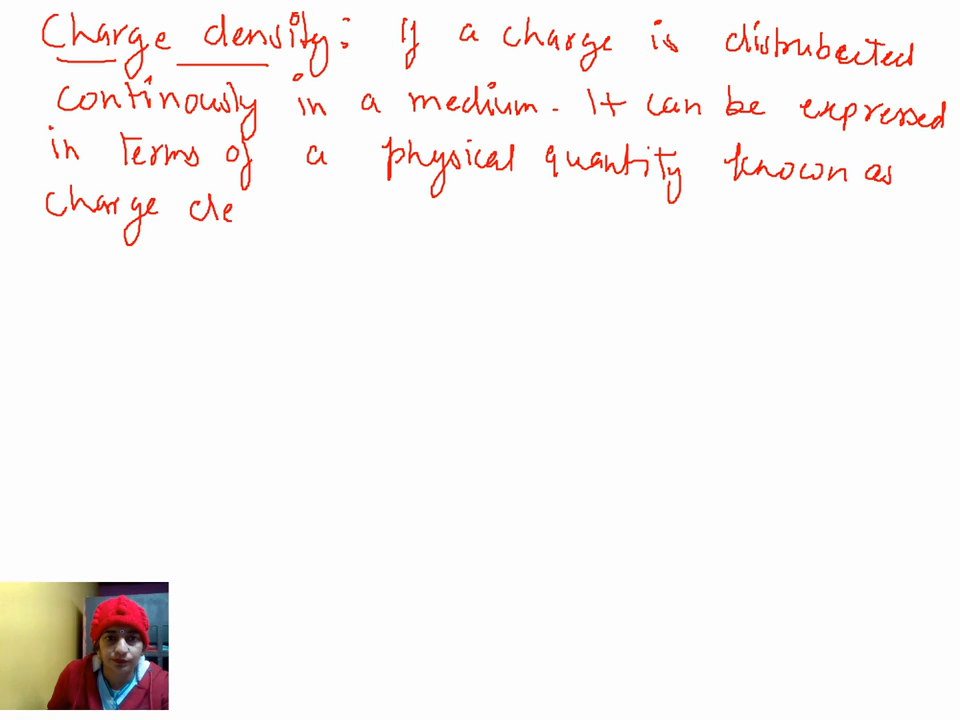 Charge density: If a charge is distrubected
continously in a medium. It can be expressed
in terms of a physical quantity known as
charge de